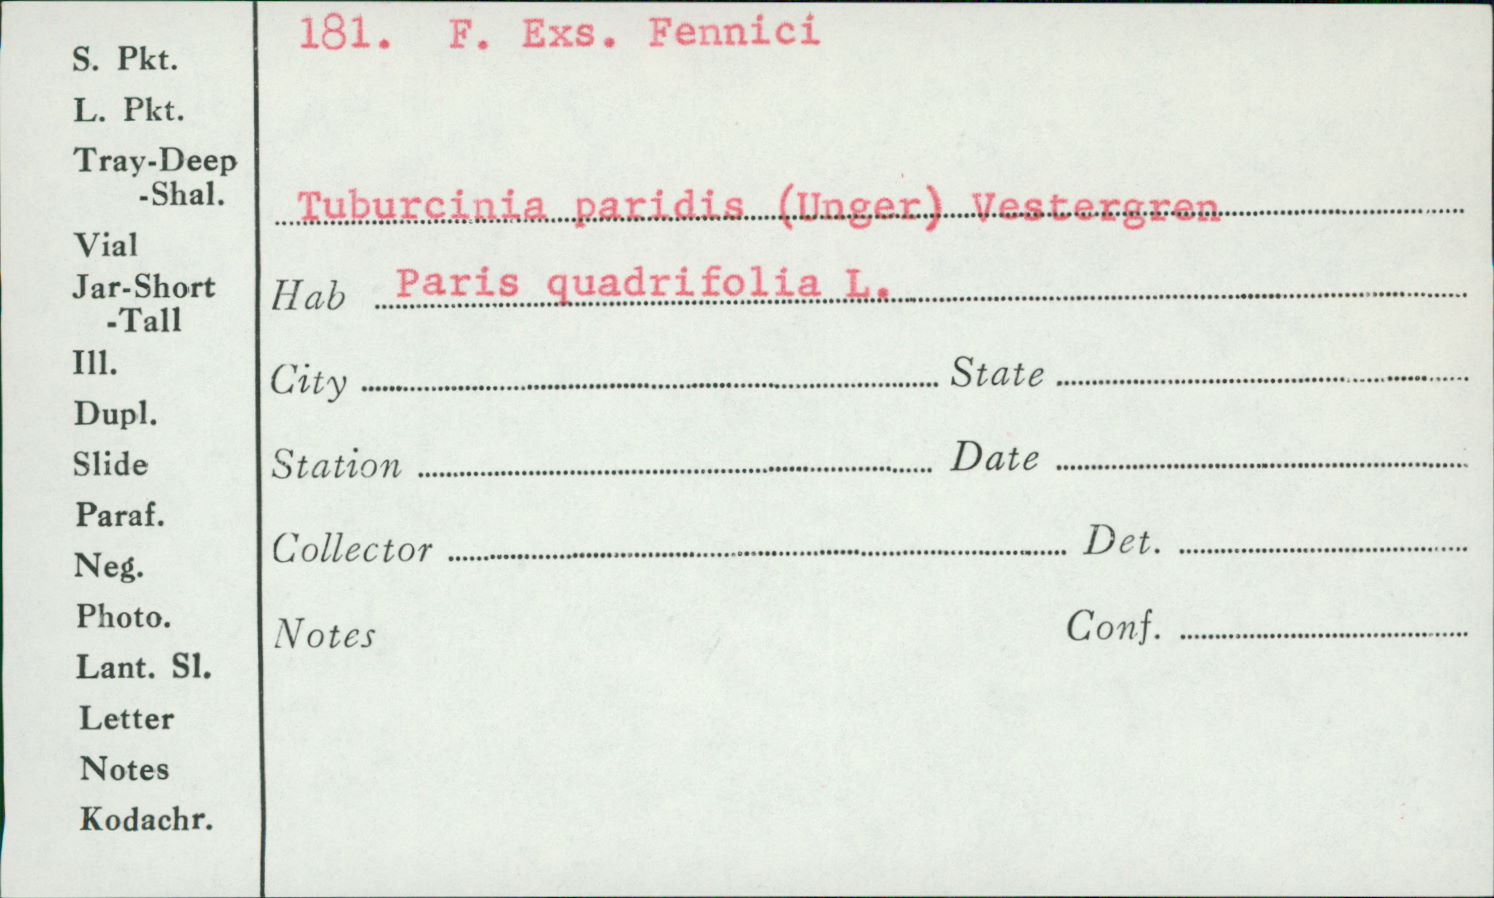 181. F. Exs. Fennici
S. Pkt.
L. Pkt.
Tray-Deep
-Shal.
Vial
Jar-Short
-Tall
Ill.
Dupl.
Slide
Paraf.
Neg.
Photo.
Lant. Sl.
Letter
Notes
Kodachr.
Tuburcinia paridis (Unger) Vestergren
Hab Paris quadrifolia L.
City State
Station Date
Collector Det.
Notes Conf.